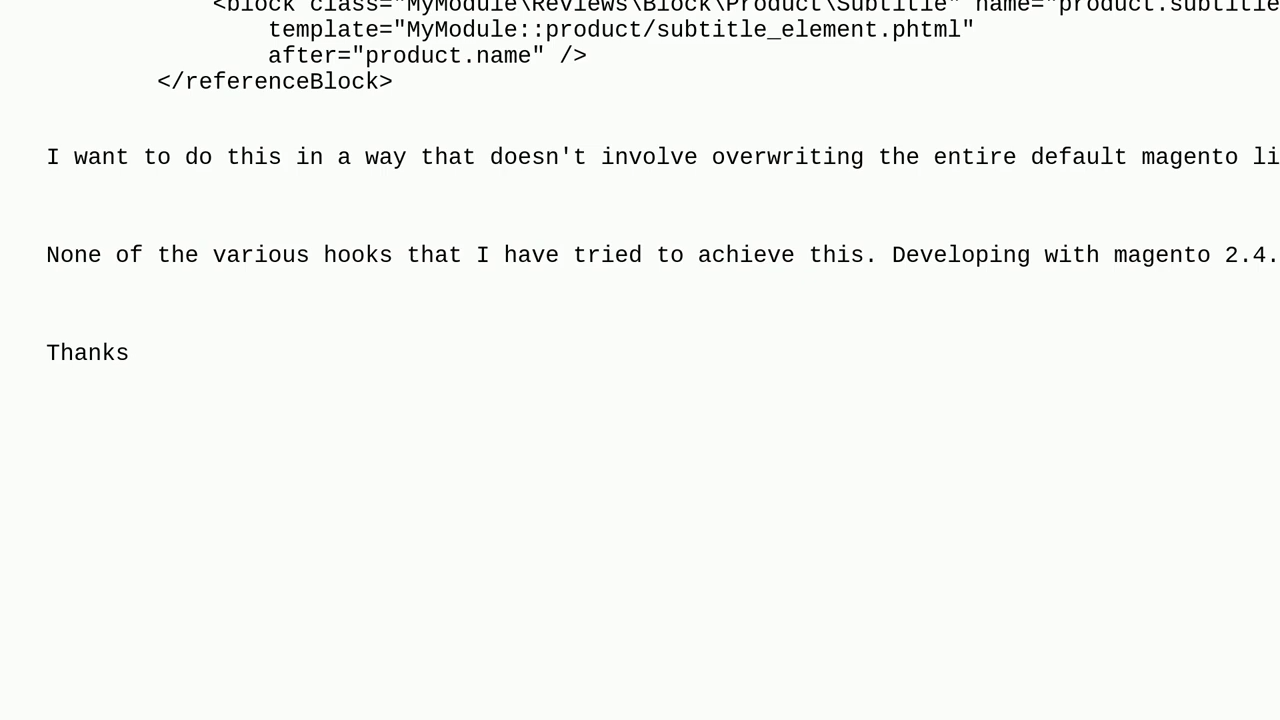 <block class="MyModule\Reviews\Block\Product\Subtitle" name="product.subtitle
template="MyModule::product/subtitle_element.phtml"
after="product.name" />
</referenceBlock>
I want to do this in a way that doesn't involve overwriting the entire default magento li
None of the various hooks that I have tried to achieve this. Developing with magento 2.4.
Thanks